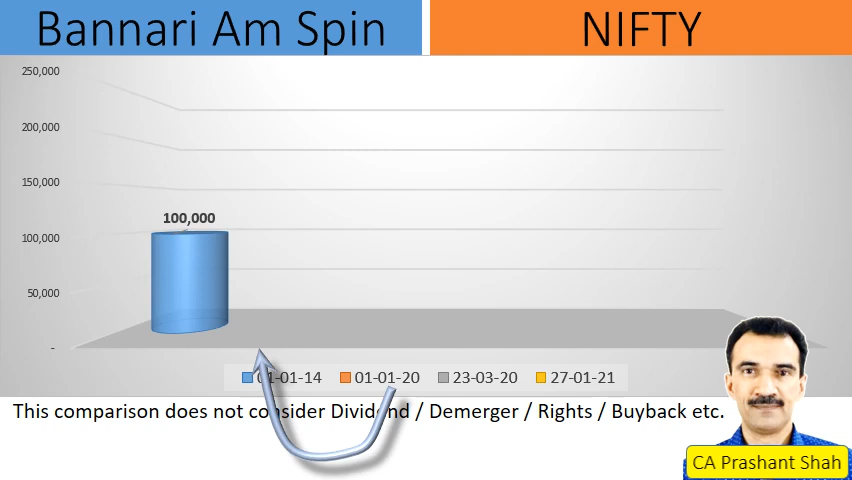 Bannari Am Spin
NIFTY
250,000
200,000
150,000
100,000
50,000
-
100,000
01-01-14
01-01-20
23-03-20
27-01-21
This comparison does not consider Dividend / Demerger / Rights / Buyback etc.
CA Prashant Shah